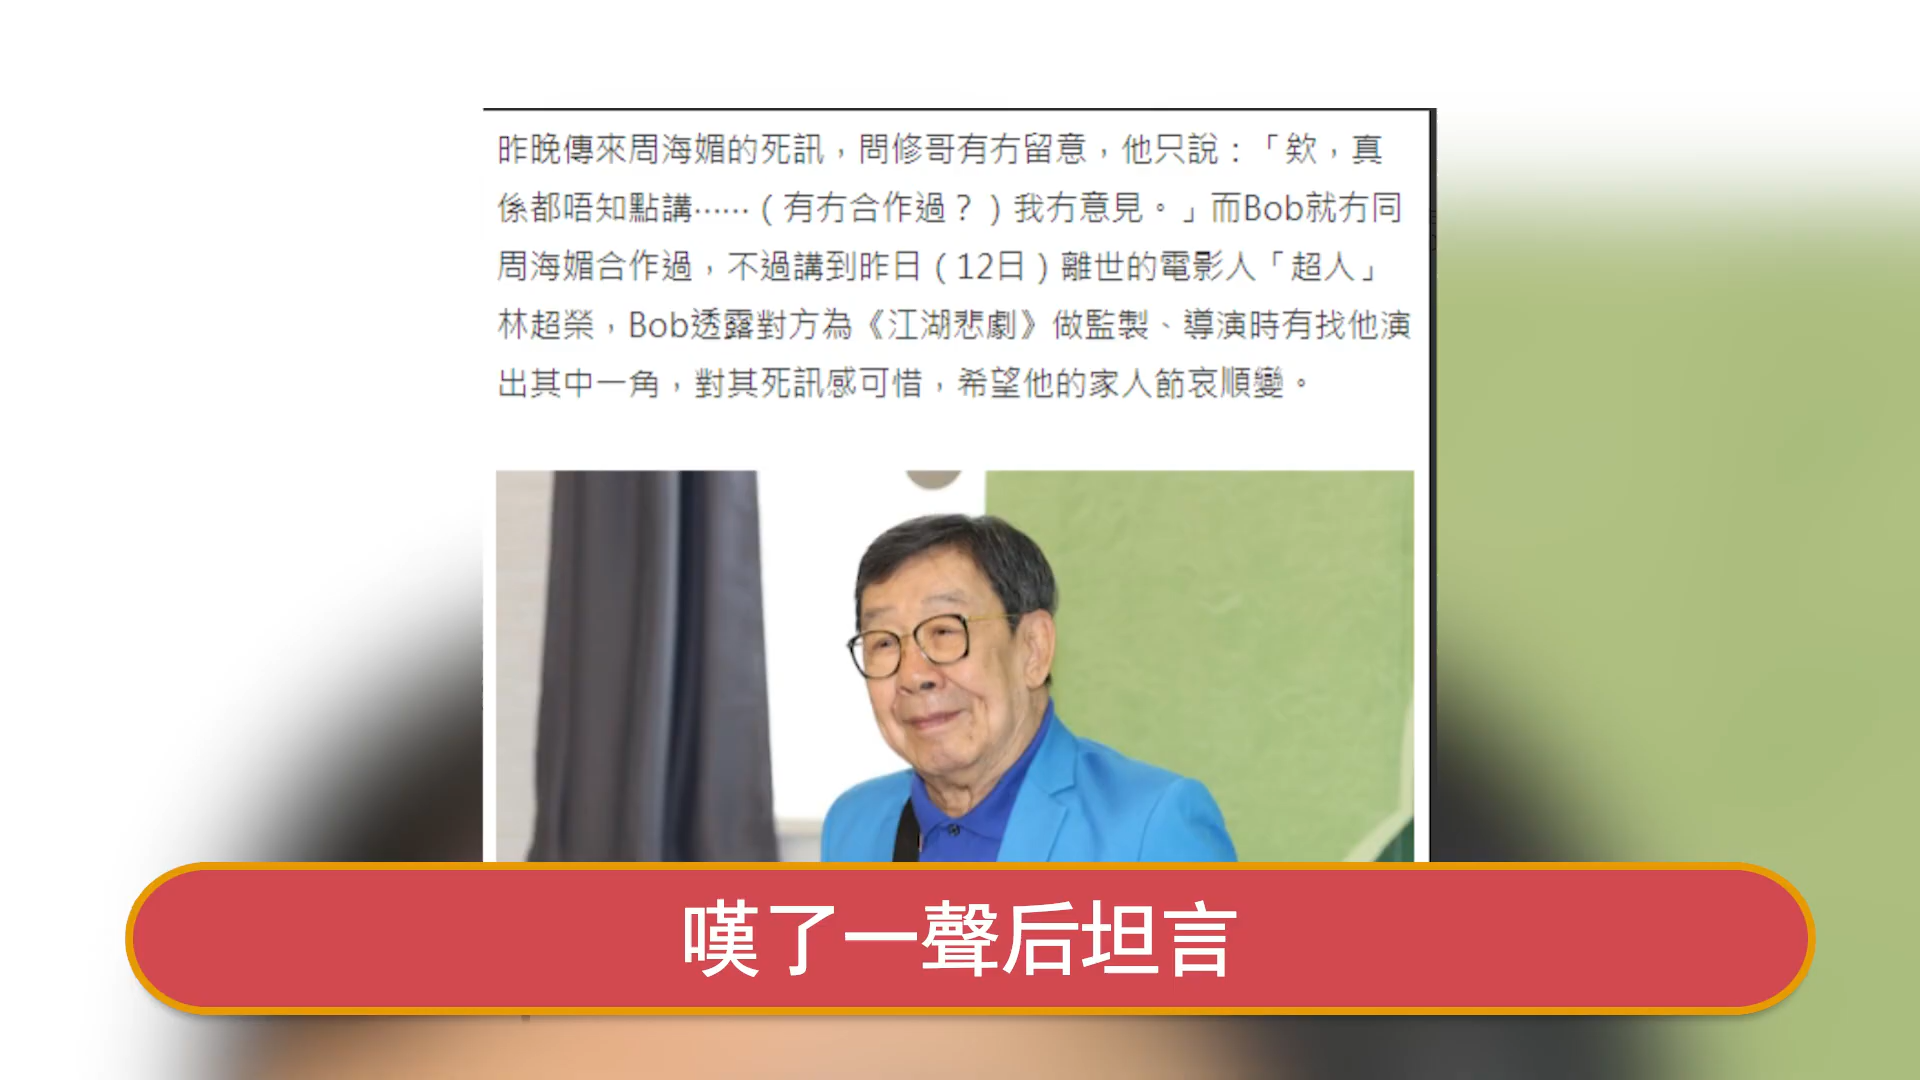 昨晚傳來周海媚的死訊，問修哥有冇留意，他只說：「欸，真
係都唔知點講……（有冇合作過？）我冇意見。」而Bob就冇同
周海媚合作過，不過講到昨日（12日）離世的電影人「超人」
林超榮，Bob透露對方為《江湖悲劇》做監製、導演時有找他演
出其中一角，對其死訊感可惜，希望他的家人節哀順變。
嘆了一聲后坦言